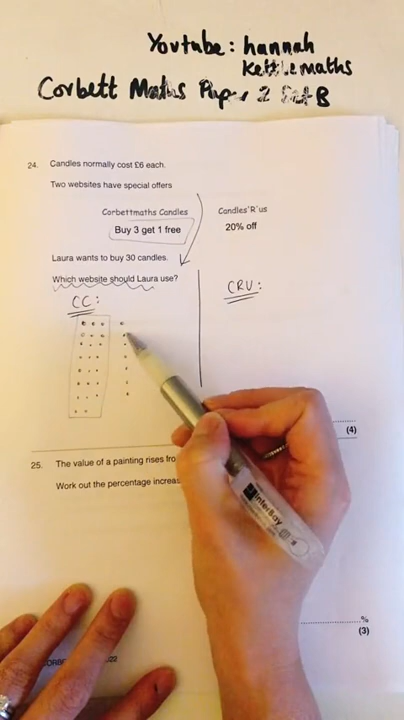 Youtube: hannah
kettlemaths
Corbett Maths Paper 2 Set B
24. Candles normally cost £6 each.
Two websites have special offers
Corbettmaths Candles
Candles'R'us
Buy 3 get 1 free
20% off
Laura wants to buy 30 candles.
Which website should Laura use?
CC:
CRU:
(4)
25. The value of a painting rises fro
Work out the percentage increas
%
(3)